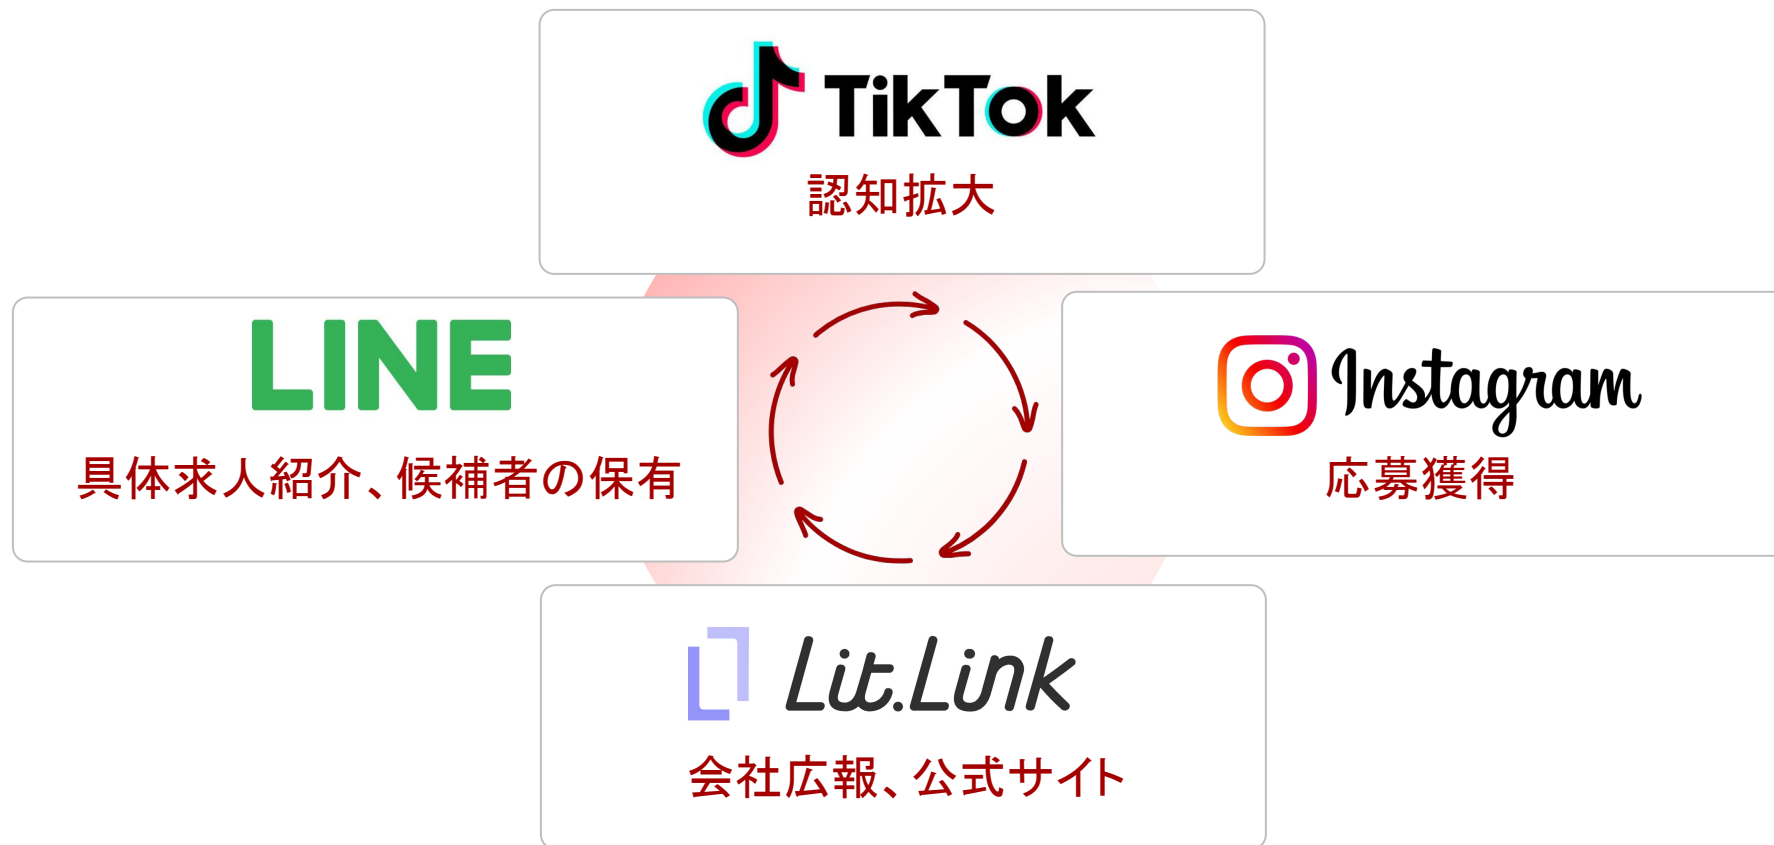 TikTok
認知拡大
LINE
具体求人紹介、候補者の保有
Instagram
応募獲得
Lit.Link
会社広報、公式サイト